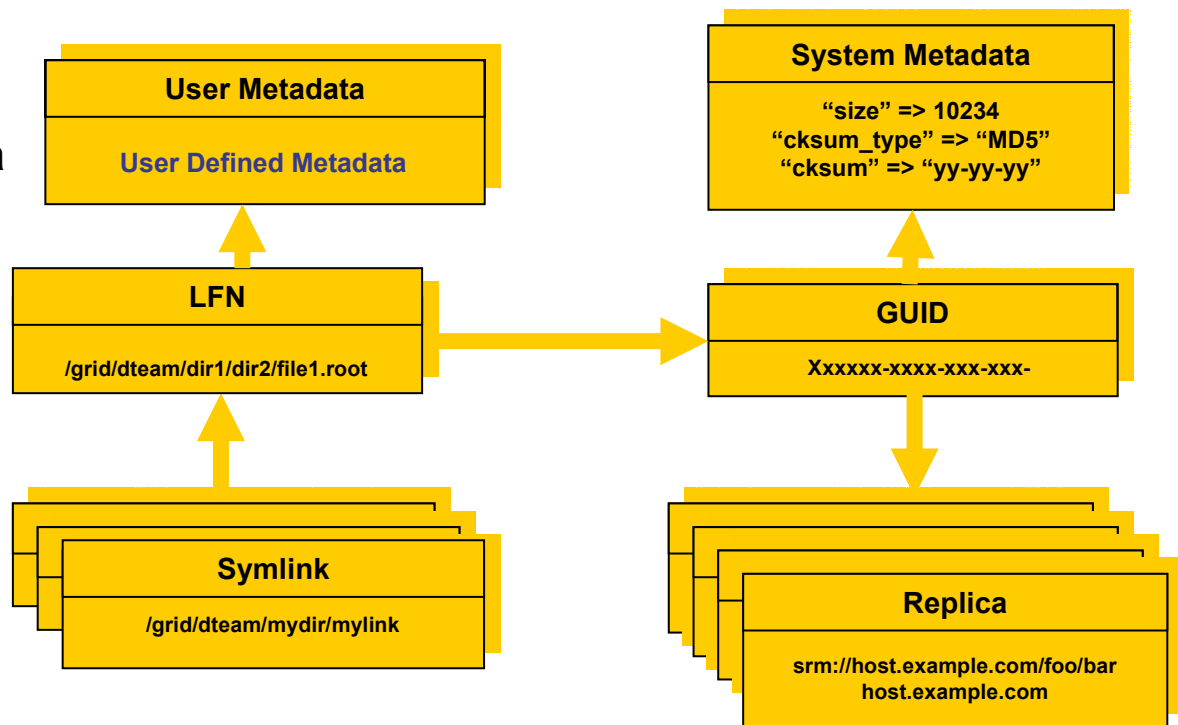 User Metadata
User Defined Metadata
System Metadata
“size” => 10234
“cksum_type” => “MD5”
“cksum” => “yy-yy-yy”
LFN
/grid/dteam/dir1/dir2/file1.root
GUID
Xxxxxx-xxxx-xxx-xxx-
Symlink
/grid/dteam/mydir/mylink
Replica
srm://host.example.com/foo/bar
host.example.com